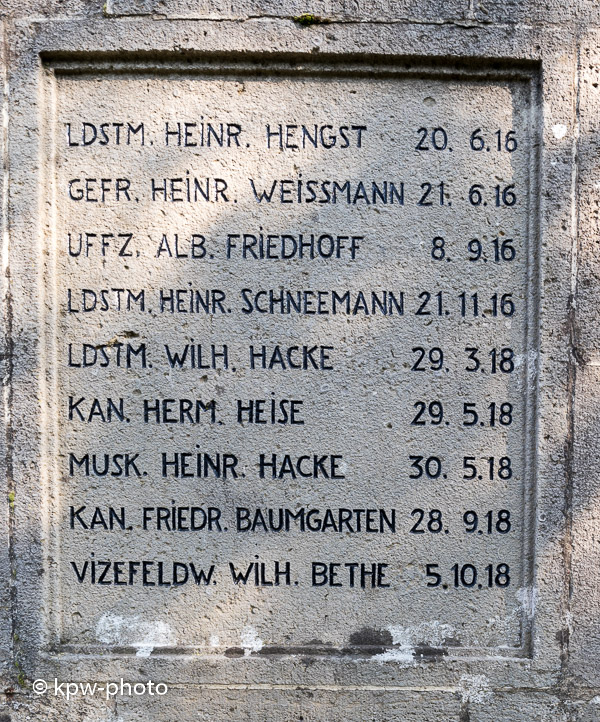 LDSTM. HEINR. HENGST 20. 6.16
GEFR. HEINR. WEISSMANN 21. 6.16
UFFZ. ALB. FRIEDHOFF 8. 9.16
LDSTM. HEINR. SCHNEEMANN 21.11.16
LDSTM. WILH. HACKE 29. 3.18
KAN. HERM. HEISE 29. 5.18
MUSK. HEINR. HACKE 30. 5.18
KAN. FRIEDR. BAUMGARTEN 28. 9.18
VIZEFELDW. WILH. BETHE 5.10.18
© kpw-photo